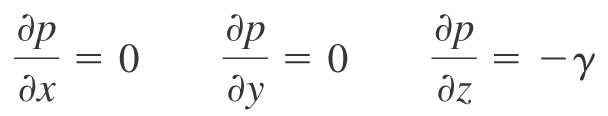 ∂p/∂x = 0    ∂p/∂y = 0    ∂p/∂z = −γ